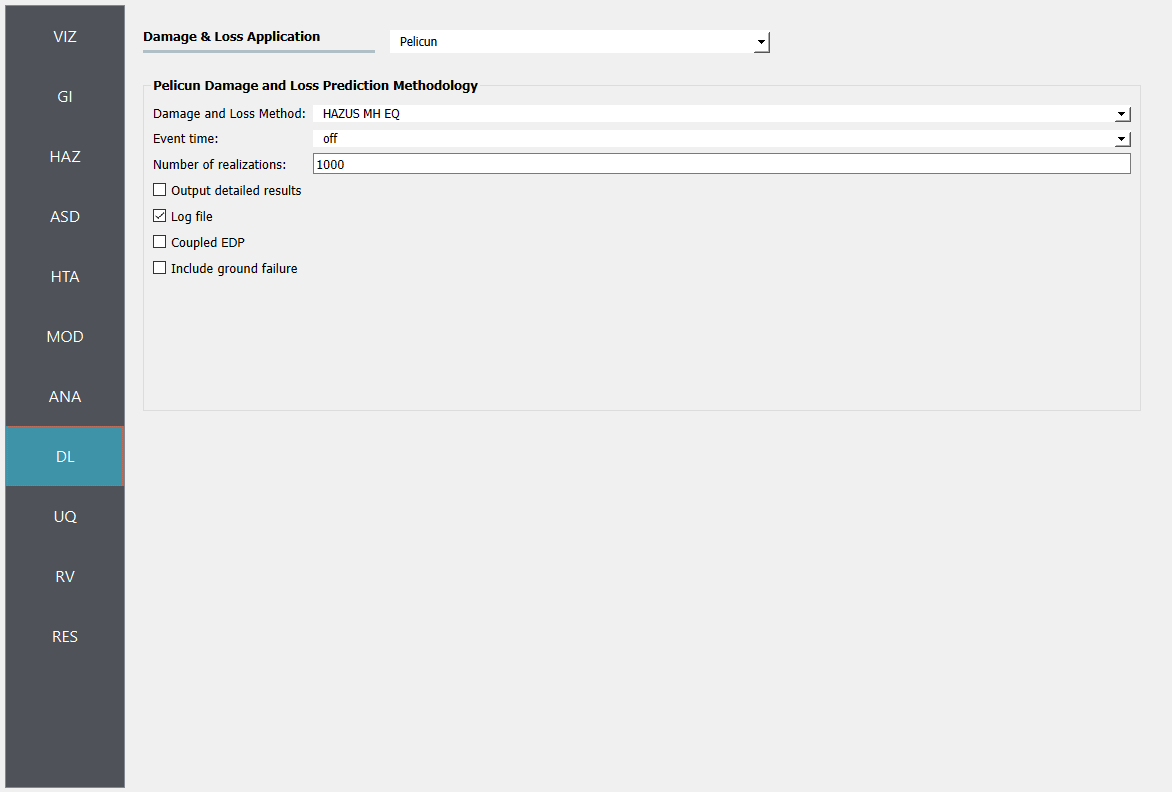 VIZ
GI
HAZ
ASD
HTA
MOD
ANA
DL
UQ
RV
RES
Damage & Loss Application
Pelicun
Pelicun Damage and Loss Prediction Methodology
Damage and Loss Method: HAZUS MH EQ
Event time: off
Number of realizations: 1000
Output detailed results
Log file
Coupled EDP
Include ground failure